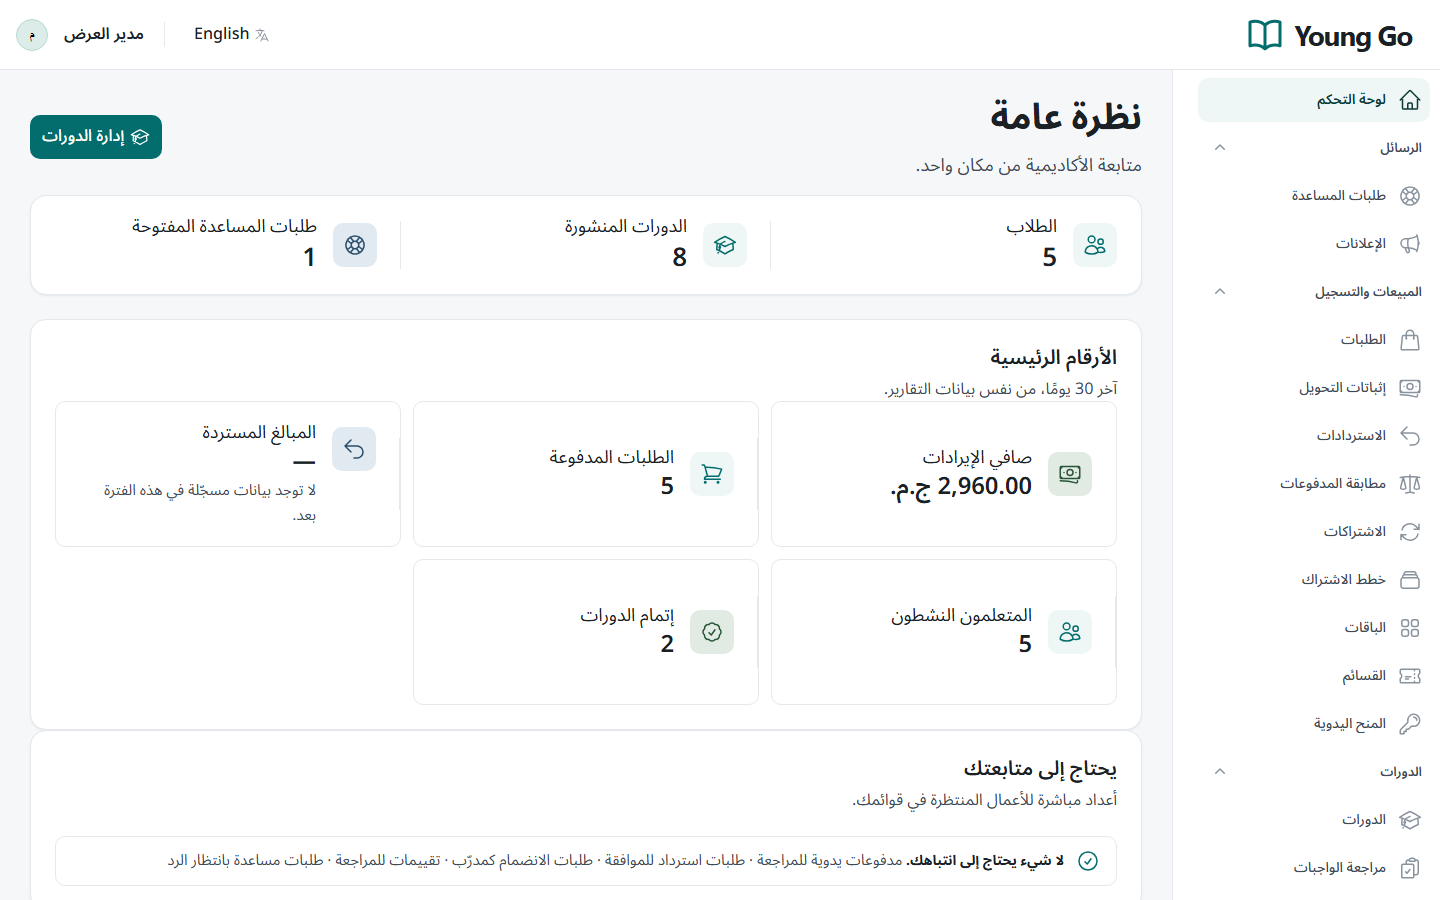 Young Go
English
مدير العرض
م
لوحة التحكم
الرسائل
طلبات المساعدة
الإعلانات
المبيعات والتسجيل
الطلبات
إثباتات التحويل
الاستردادات
مطابقة المدفوعات
الاشتراكات
خطط الاشتراك
الباقات
القسائم
المنح اليدوية
الدورات
الدورات
مراجعة الواجبات
نظرة عامة
متابعة الأكاديمية من مكان واحد.
إدارة الدورات
الطلاب
5
الدورات المنشورة
8
طلبات المساعدة المفتوحة
1
الأرقام الرئيسية
آخر 30 يومًا، من نفس بيانات التقارير.
صافي الإيرادات
2,960.00 ج.م.
الطلبات المدفوعة
5
المبالغ المستردة
—
لا توجد بيانات مسجّلة في هذه الفترة
بعد.
المتعلمون النشطون
5
إتمام الدورات
2
يحتاج إلى متابعتك
أعداد مباشرة للأعمال المنتظرة في قوائمك.
لا شيء يحتاج إلى انتباهك. مدفوعات يدوية للمراجعة · طلبات استرداد للموافقة · طلبات الانضمام كمدرّب · تقييمات للمراجعة · طلبات مساعدة بانتظار الرد